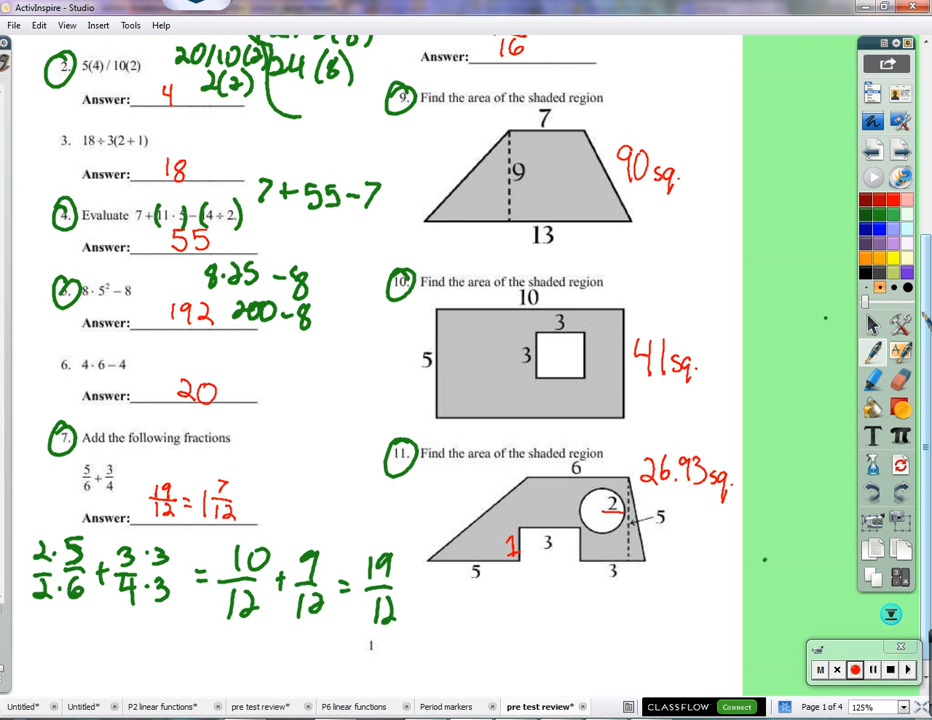 ActivInspire - Studio
File Edit View Insert Tools Help
20/10(2)
24 (8)
2. 5(4) / 10(2)
2(2)
Answer: 4
3. 18 ÷ 3(2 + 1)
Answer: 18
7 + 55 - 7
4. Evaluate 7 + (11 · 5) - (14 ÷ 2.)
Answer: 55
8·25 - 8
5. 8 · 5² - 8
Answer: 192
200 - 8
6. 4 · 6 - 4
Answer: 20
7. Add the following fractions
5/6 + 3/4
19/12 = 1 7/12
Answer:
2·5/2·6 + 3·3/4·3 = 10/12 + 9/12 = 19/12
16
Answer:
9. Find the area of the shaded region
7
9
13
90 sq.
10. Find the area of the shaded region
10
3
5
3
41 sq.
11. Find the area of the shaded region
6
26.93 sq.
2
5
1
3
5
3
1
Untitled* Untitled* P2 linear functions* pre test review* P6 linear functions Period markers pre test review* CLASSFLOW Connect Page 1 of 4 125%
M